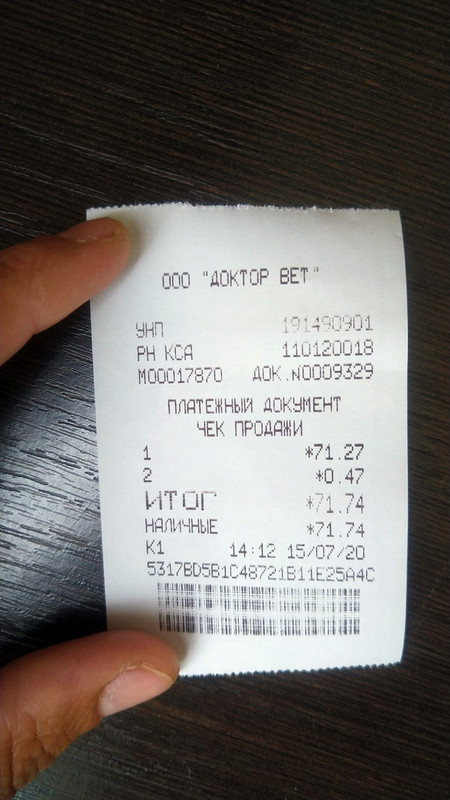 ООО "ДОКТОР ВЕТ"
УНП 191490901
РН КСА 110120018
М00017870 ДОК.N0009329
ПЛАТЕЖНЫЙ ДОКУМЕНТ
ЧЕК ПРОДАЖИ
1 *71.27
2 *0.47
ИТОГ *71.74
НАЛИЧНЫЕ *71.74
К1 14:12 15/07/20
5317BD5B1C48721B11E25A4C